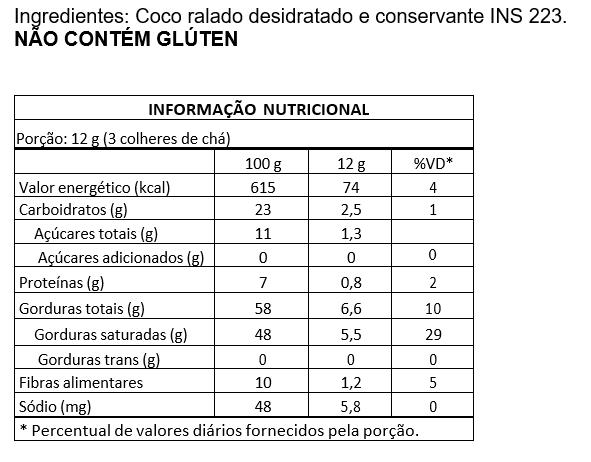 Ingredientes: Coco ralado desidratado e conservante INS 223.
NÃO CONTÉM GLÚTEN
INFORMAÇÃO NUTRICIONAL
Porção: 12 g (3 colheres de chá)
100 g 12 g %VD*
Valor energético (kcal) 615 74 4
Carboidratos (g) 23 2,5 1
Açúcares totais (g) 11 1,3
Açúcares adicionados (g) 0 0 0
Proteínas (g) 7 0,8 2
Gorduras totais (g) 58 6,6 10
Gorduras saturadas (g) 48 5,5 29
Gorduras trans (g) 0 0 0
Fibras alimentares 10 1,2 5
Sódio (mg) 48 5,8 0
* Percentual de valores diários fornecidos pela porção.